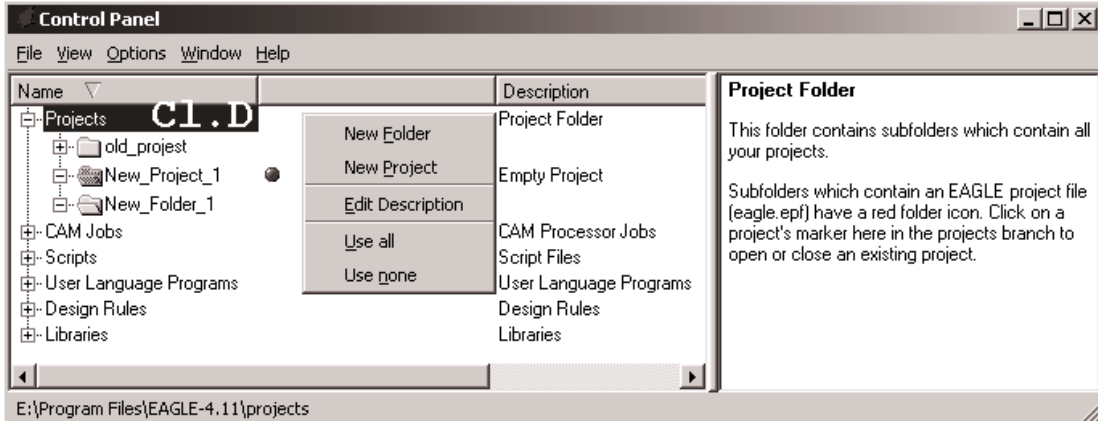 Control Panel
File View Options Window Help
Name Description
Projects Cl.D Project Folder
old_projest
New_Project_1 Empty Project
New_Folder_1
CAM Jobs CAM Processor Jobs
Scripts Script Files
User Language Programs User Language Programs
Design Rules Design Rules
Libraries Libraries
New Folder
New Project
Edit Description
Use all
Use none
Project Folder
This folder contains subfolders which contain all
your projects.
Subfolders which contain an EAGLE project file
(eagle.epf) have a red folder icon. Click on a
project's marker here in the projects branch to
open or close an existing project.
E:\Program Files\EAGLE-4.11\projects